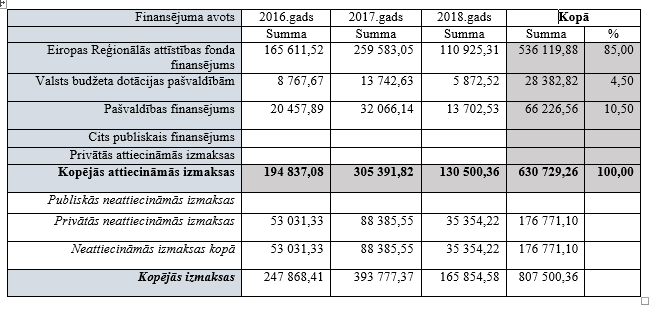 Finansējuma avots 2016.gads 2017.gads 2018.gads Kopā
Summa Summa Summa Summa %
Eiropas Reģionālās attīstības fonda 165 611,52 259 583,05 110 925,31 536 119,88 85,00
finansējums
Valsts budžeta dotācijas pašvaldībām 8 767,67 13 742,63 5 872,52 28 382,82 4,50
Pašvaldības finansējums 20 457,89 32 066,14 13 702,53 66 226,56 10,50
Cits publiskais finansējums
Privātās attiecināmās izmaksas
Kopējās attiecināmās izmaksas 194 837,08 305 391,82 130 500,36 630 729,26 100,00
Publiskās neattiecināmās izmaksas
Privātās neattiecināmās izmaksas 53 031,33 88 385,55 35 354,22 176 771,10
Neattiecināmās izmaksas kopā 53 031,33 88 385,55 35 354,22 176 771,10
Kopējās izmaksas 247 868,41 393 777,37 165 854,58 807 500,36